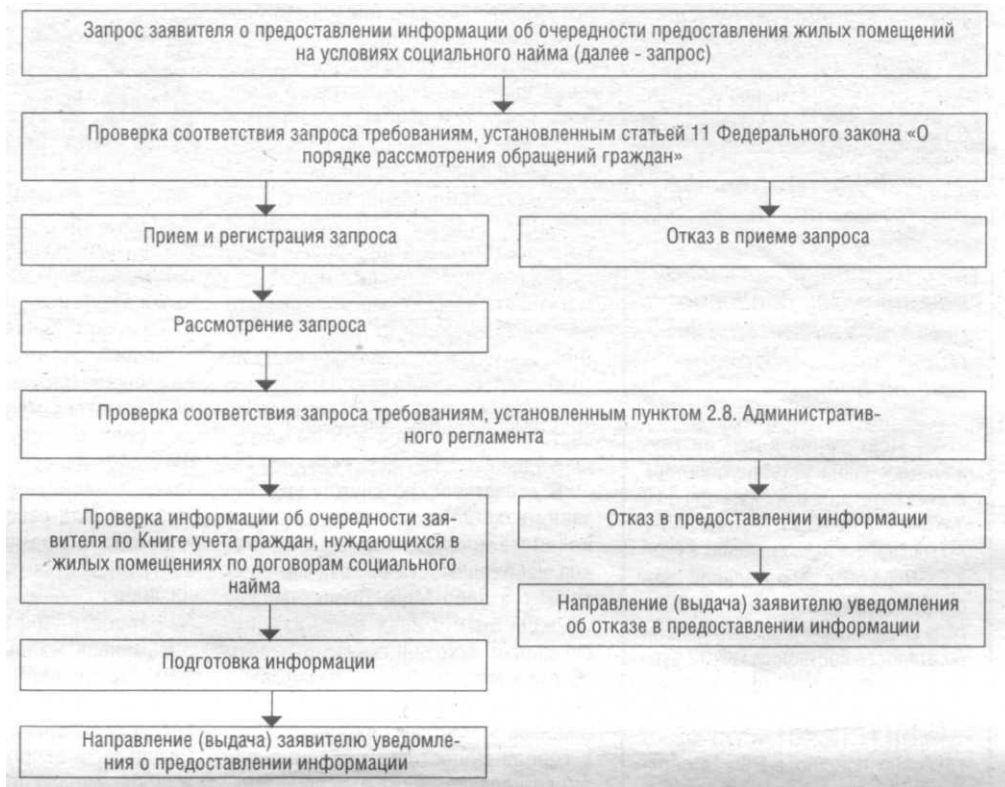 Запрос заявителя о предоставлении информации об очередности предоставления жилых помещений
на условиях социального найма (далее - запрос)
Проверка соответствия запроса требованиям, установленным статьей 11 Федерального закона «О
порядке рассмотрения обращений граждан»
Прием и регистрация запроса
Отказ в приеме запроса
Рассмотрение запроса
Проверка соответствия запроса требованиям, установленным пунктом 2.8. Административ-
ного регламента
Проверка информации об очередности зая-
вителя по Книге учета граждан, нуждающихся в
жилых помещениях по договорам социального
найма
Отказ в предоставлении информации
Направление (выдача) заявителю уведомления
об отказе в предоставлении информации
Подготовка информации
Направление (выдача) заявителю уведомле-
ния о предоставлении информации